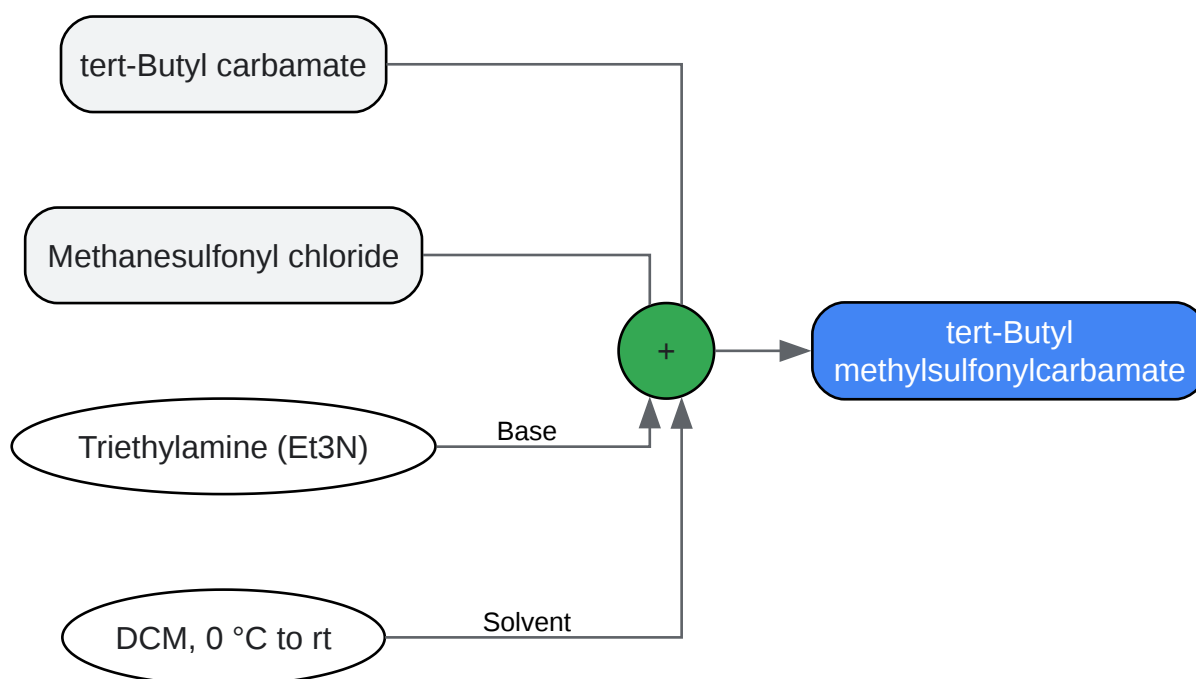 tert-Butyl carbamate
Methanesulfonyl chloride
+
tert-Butyl
methylsulfonylcarbamate
Triethylamine (Et3N)
Base
DCM, 0 °C to rt
Solvent